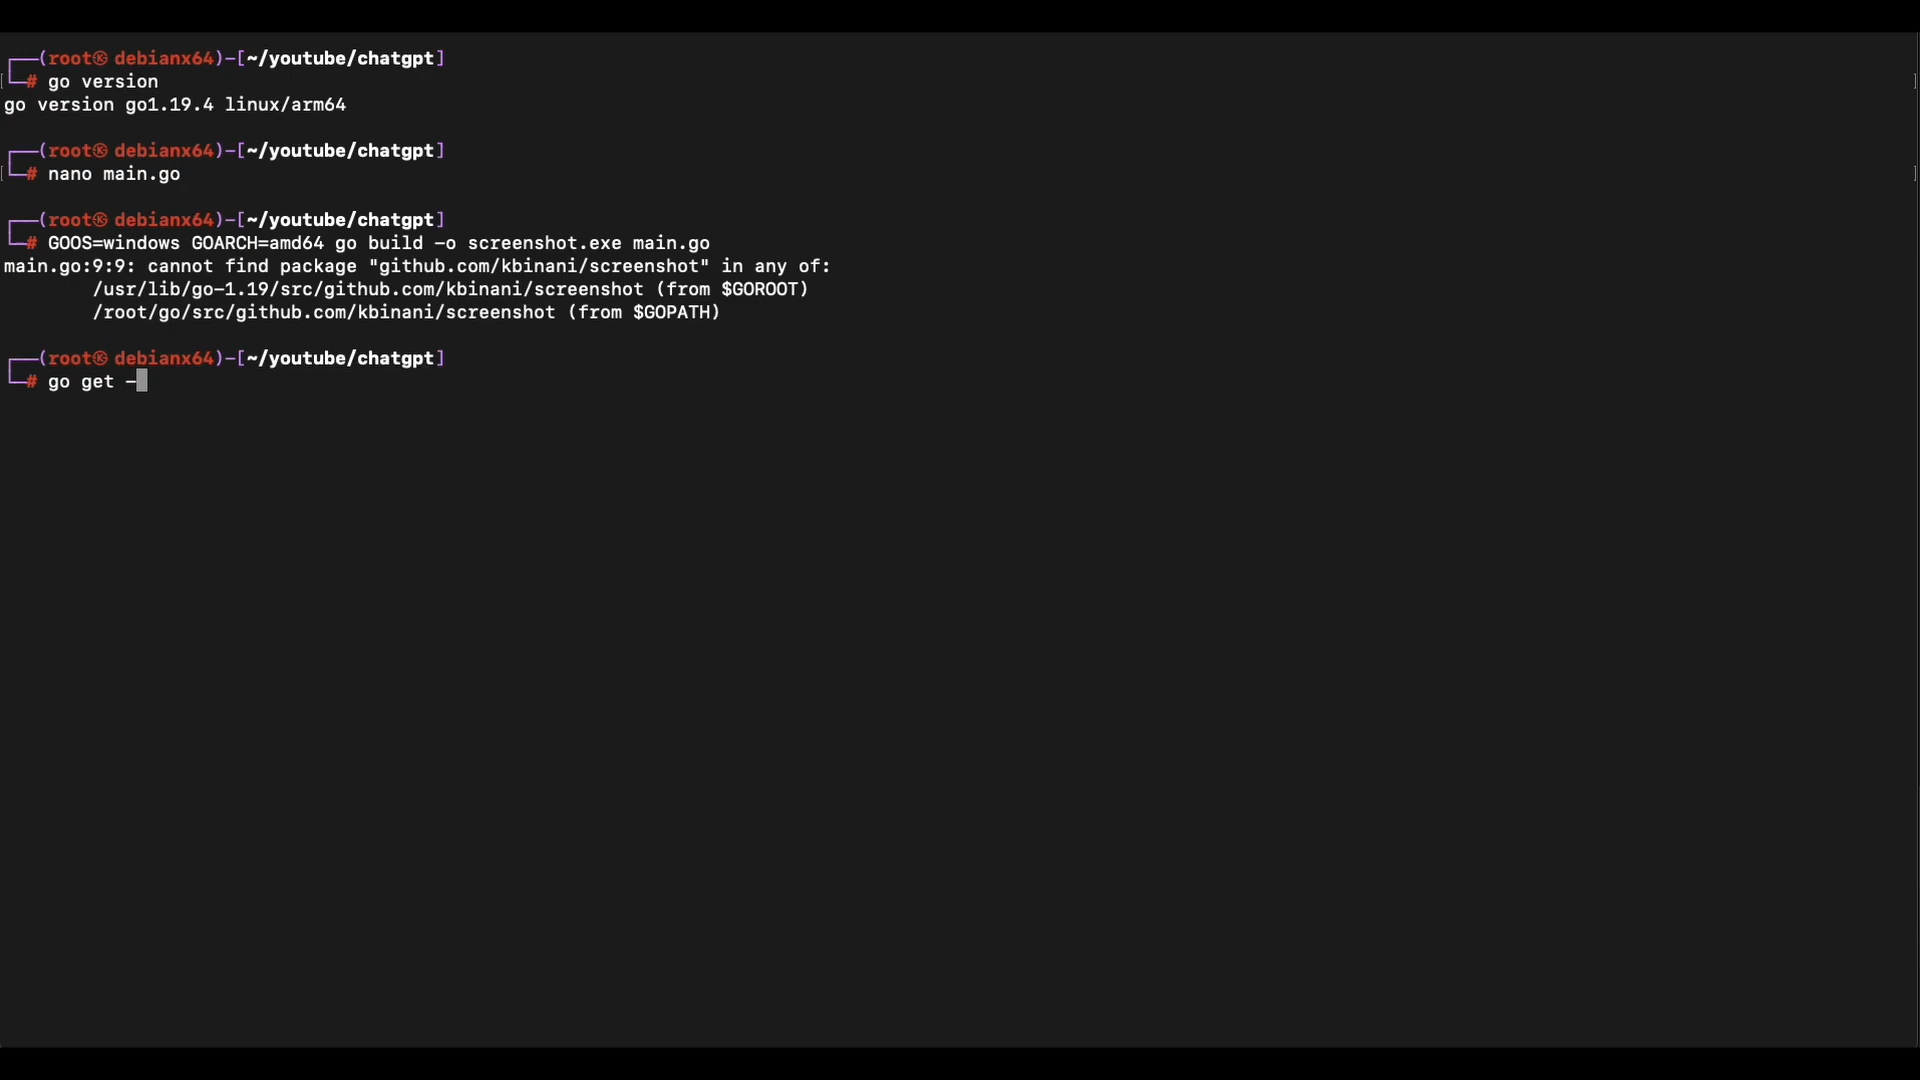 ┌──(root㉿ debianx64)-[~/youtube/chatgpt]
└─# go version
go version go1.19.4 linux/arm64
┌──(root㉿ debianx64)-[~/youtube/chatgpt]
└─# nano main.go
┌──(root㉿ debianx64)-[~/youtube/chatgpt]
└─# GOOS=windows GOARCH=amd64 go build -o screenshot.exe main.go
main.go:9:9: cannot find package "github.com/kbinani/screenshot" in any of:
/usr/lib/go-1.19/src/github.com/kbinani/screenshot (from $GOROOT)
/root/go/src/github.com/kbinani/screenshot (from $GOPATH)
┌──(root㉿ debianx64)-[~/youtube/chatgpt]
└─# go get -